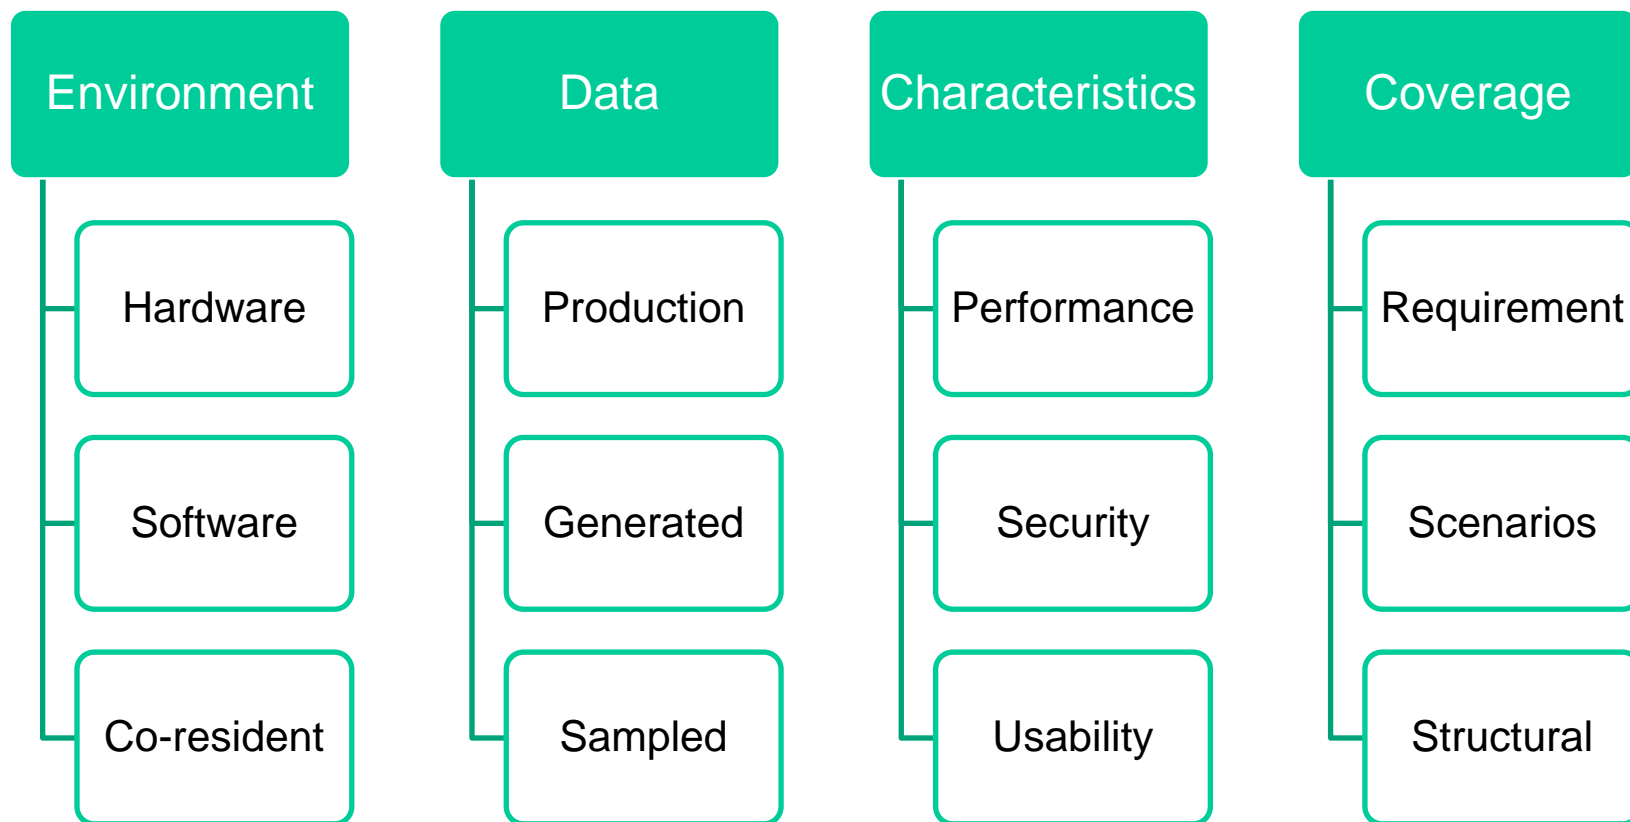 Environment
Hardware
Software
Co-resident
Data
Production
Generated
Sampled
Characteristics
Performance
Security
Usability
Coverage
Requirement
Scenarios
Structural